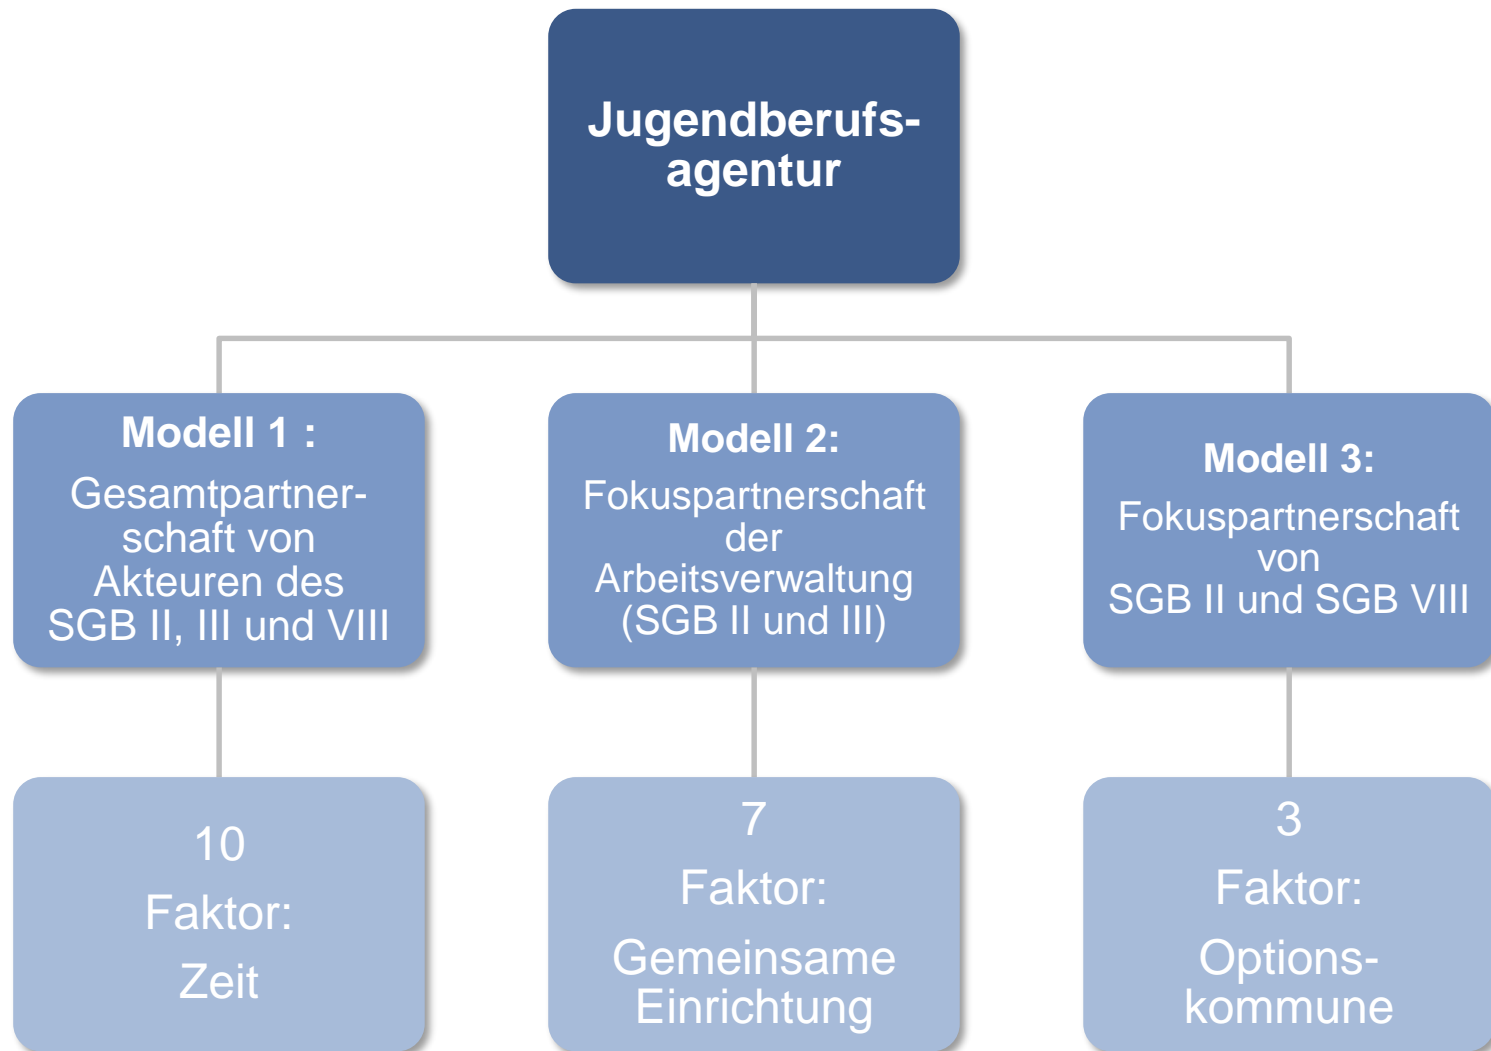 Jugendberufs-
agentur
Modell 1 :
Gesamtpartner-
schaft von
Akteuren des
SGB II, III und VIII
Modell 2:
Fokuspartnerschaft
der
Arbeitsverwaltung
(SGB II und III)
Modell 3:
Fokuspartnerschaft
von
SGB II und SGB VIII
10
Faktor:
Zeit
7
Faktor:
Gemeinsame
Einrichtung
3
Faktor:
Options-
kommune